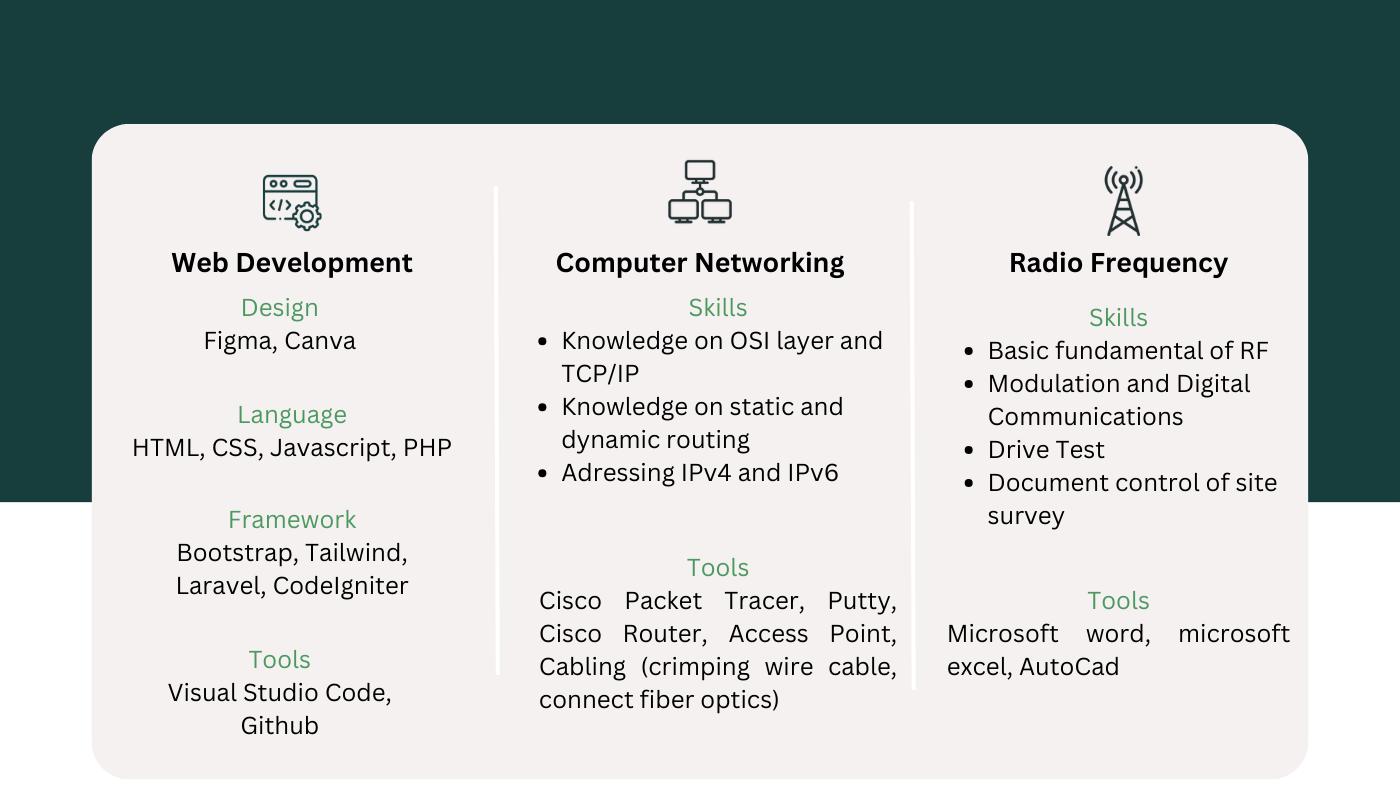 Web Development
Design
Figma, Canva
Language
HTML, CSS, Javascript, PHP
Framework
Bootstrap, Tailwind,
Laravel, CodeIgniter
Tools
Visual Studio Code,
Github
Computer Networking
Skills
• Knowledge on OSI layer and
TCP/IP
• Knowledge on static and
dynamic routing
• Adressing IPv4 and IPv6
Tools
Cisco Packet Tracer, Putty,
Cisco Router, Access Point,
Cabling (crimping wire cable,
connect fiber optics)
Radio Frequency
Skills
• Basic fundamental of RF
• Modulation and Digital
Communications
• Drive Test
• Document control of site
survey
Tools
Microsoft word, microsoft
excel, AutoCad